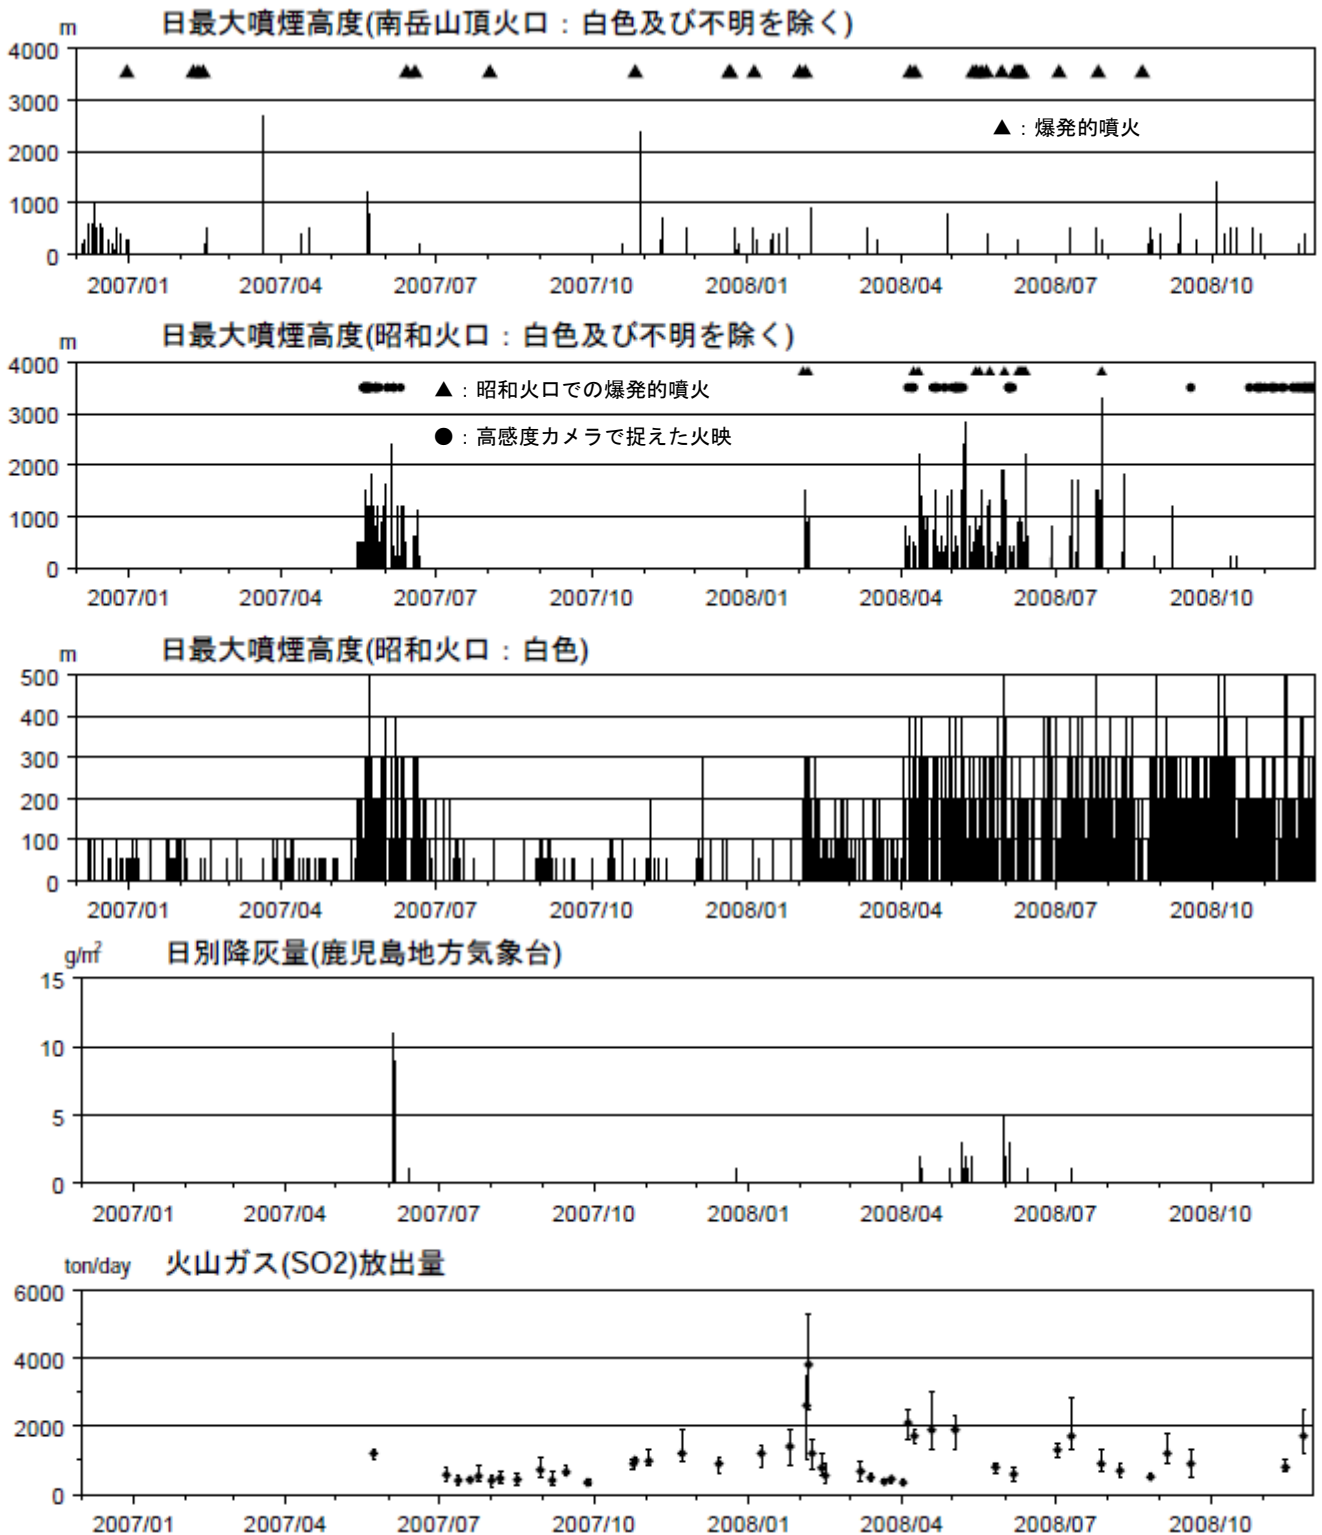 m 日最大噴煙高度(南岳山頂火口：白色及び不明を除く)
4000
3000
▲：爆発的噴火
2000
1000
0
2007/01 2007/04 2007/07 2007/10 2008/01 2008/04 2008/07 2008/10
m 日最大噴煙高度(昭和火口：白色及び不明を除く)
4000
▲：昭和火口での爆発的噴火
3000
●：高感度カメラで捉えた火映
2000
1000
0
2007/01 2007/04 2007/07 2007/10 2008/01 2008/04 2008/07 2008/10
m 日最大噴煙高度(昭和火口：白色)
500
400
300
200
100
0
2007/01 2007/04 2007/07 2007/10 2008/01 2008/04 2008/07 2008/10
g/㎡ 日別降灰量(鹿児島地方気象台)
15
10
5
0
2007/01 2007/04 2007/07 2007/10 2008/01 2008/04 2008/07 2008/10
ton/day 火山ガス(SO2)放出量
6000
4000
2000
0
2007/01 2007/04 2007/07 2007/10 2008/01 2008/04 2008/07 2008/10